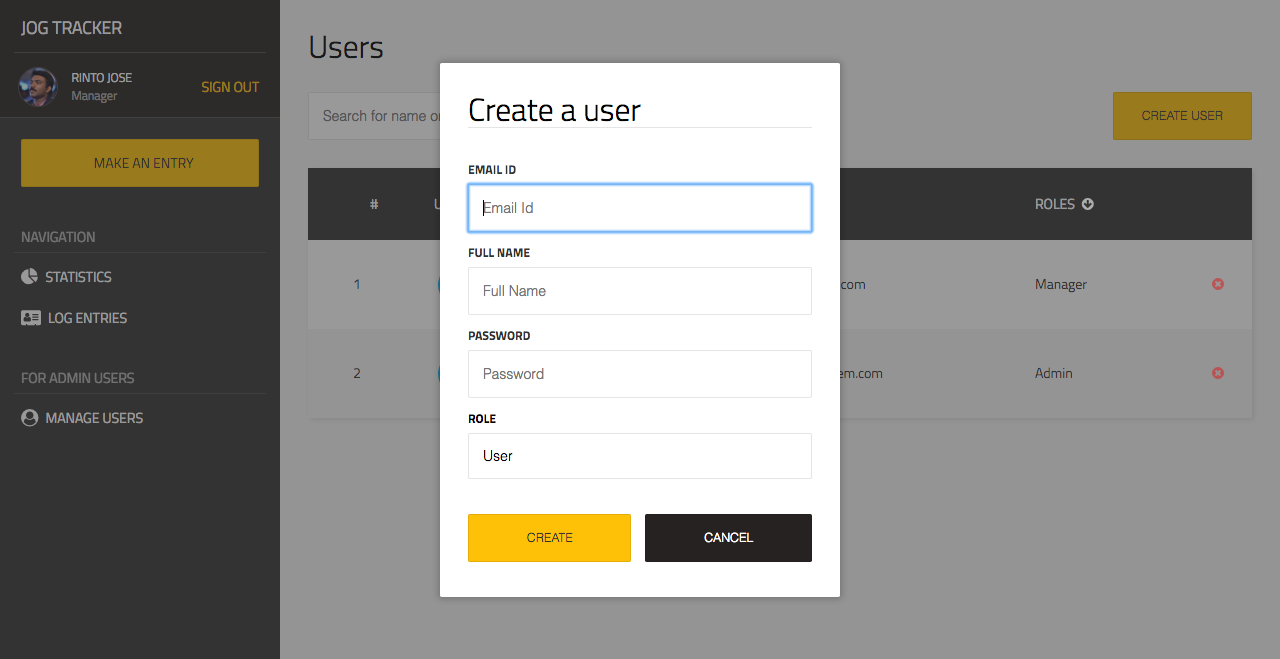 JOG TRACKER
RINTO JOSE
Manager
SIGN OUT
MAKE AN ENTRY
NAVIGATION
STATISTICS
LOG ENTRIES
FOR ADMIN USERS
MANAGE USERS
Users
Search for name or
CREATE USER
# U ROLES
1 .com Manager
2 em.com Admin
Create a user
EMAIL ID
Email Id
FULL NAME
Full Name
PASSWORD
Password
ROLE
User
CREATE
CANCEL